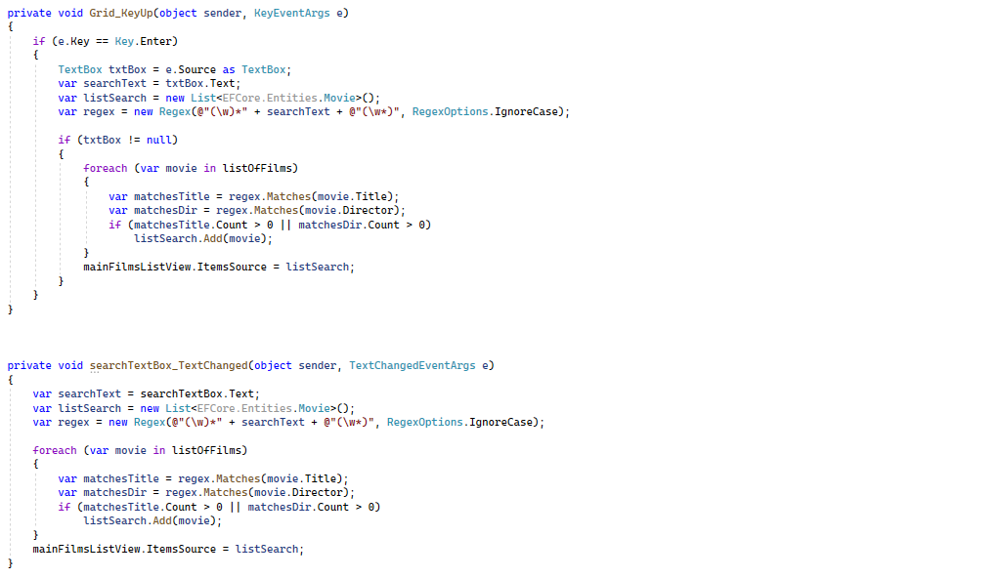 private void Grid_KeyUp(object sender, KeyEventArgs e)
{
    if (e.Key == Key.Enter)
    {
        TextBox txtBox = e.Source as TextBox;
        var searchText = txtBox.Text;
        var listSearch = new List<EFCore.Entities.Movie>();
        var regex = new Regex(@"(\w)*" + searchText + @"(\w*)", RegexOptions.IgnoreCase);

        if (txtBox != null)
        {
            foreach (var movie in listOfFilms)
            {
                var matchesTitle = regex.Matches(movie.Title);
                var matchesDir = regex.Matches(movie.Director);
                if (matchesTitle.Count > 0 || matchesDir.Count > 0)
                    listSearch.Add(movie);
            }
            mainFilmsListView.ItemsSource = listSearch;
        }
    }
}

private void searchTextBox_TextChanged(object sender, TextChangedEventArgs e)
{
    var searchText = searchTextBox.Text;
    var listSearch = new List<EFCore.Entities.Movie>();
    var regex = new Regex(@"(\w)*" + searchText + @"(\w*)", RegexOptions.IgnoreCase);

    foreach (var movie in listOfFilms)
    {
        var matchesTitle = regex.Matches(movie.Title);
        var matchesDir = regex.Matches(movie.Director);
        if (matchesTitle.Count > 0 || matchesDir.Count > 0)
            listSearch.Add(movie);
    }
    mainFilmsListView.ItemsSource = listSearch;
}